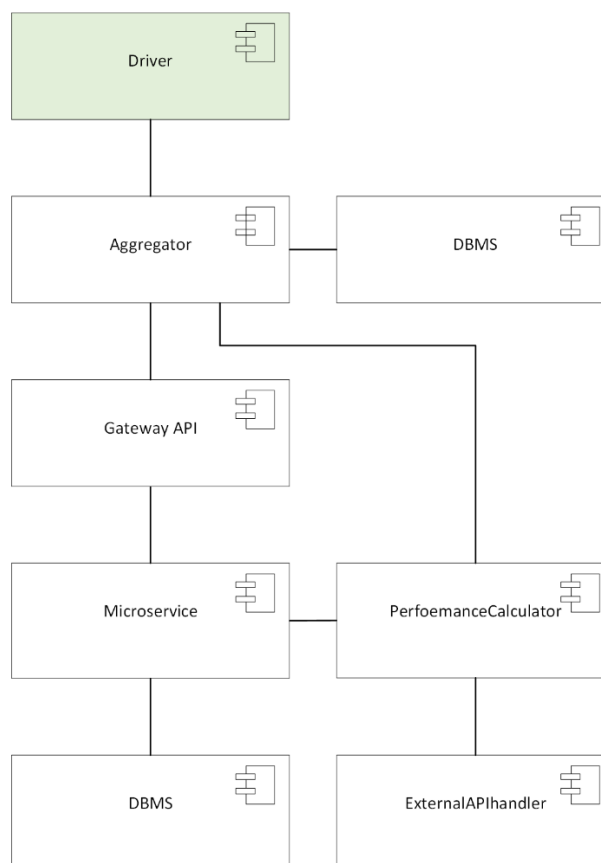 Driver
Aggregator
DBMS
Gateway API
Microservice
PerfoemanceCalculator
DBMS
ExternalAPIhandler